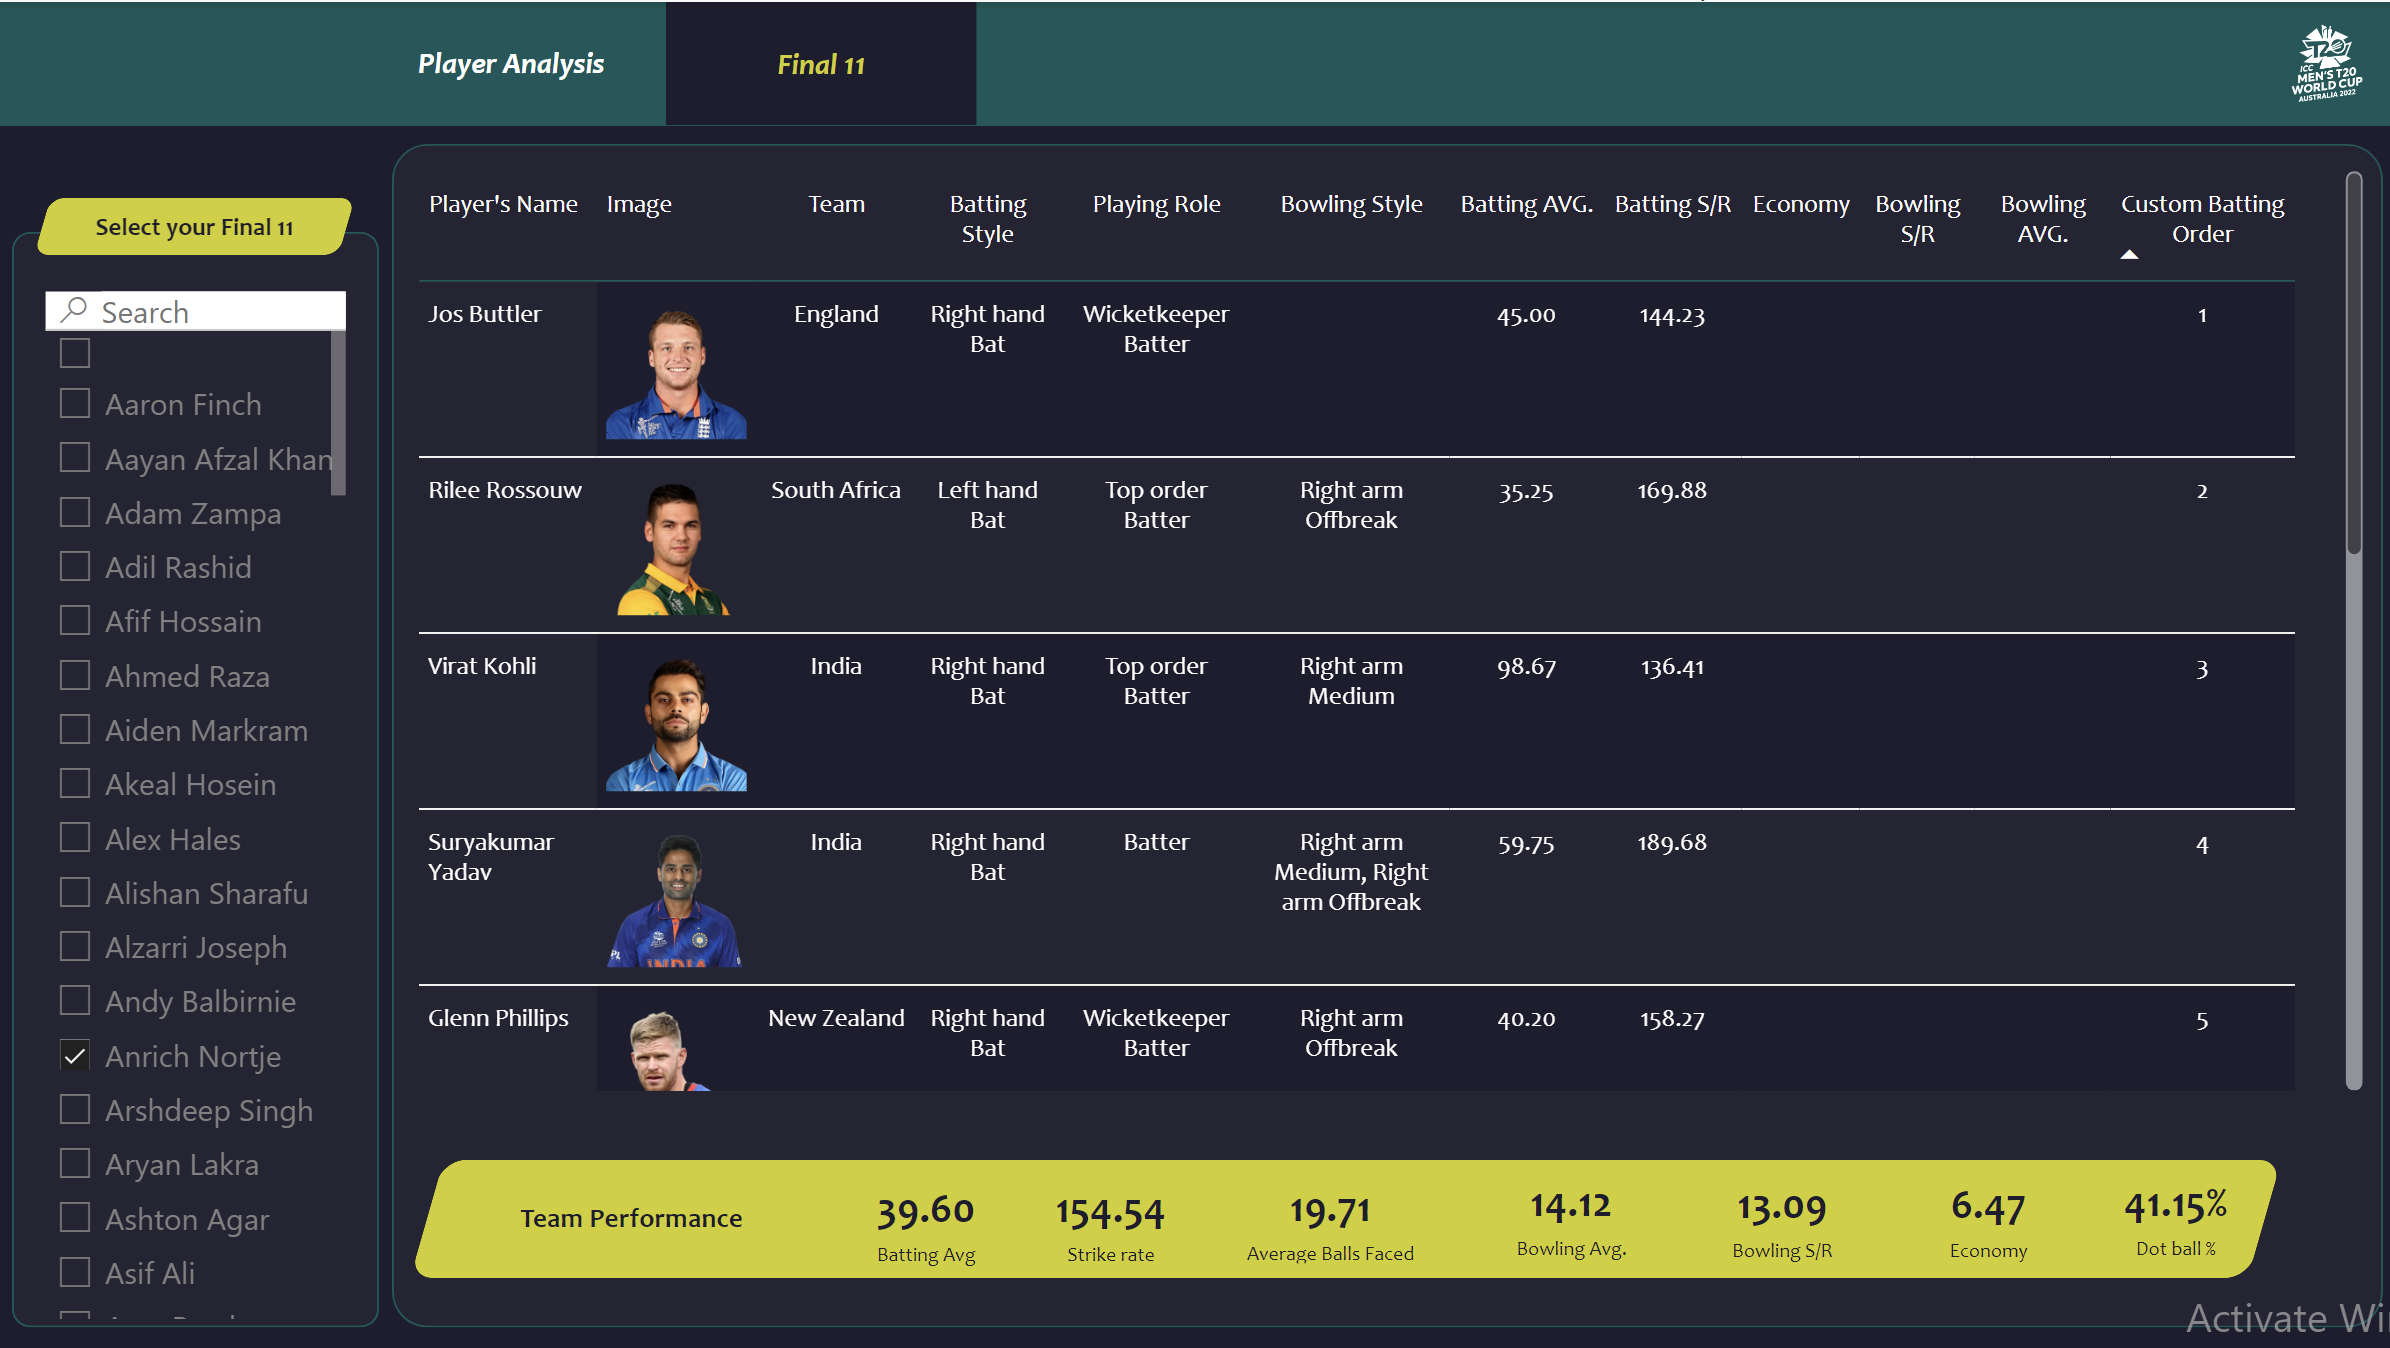 Player Analysis
Final 11
ICC
MEN'S T20
WORLD CUP
AUSTRALIA 2022
Select your Final 11
Search
Aaron Finch
Aayan Afzal Khan
Adam Zampa
Adil Rashid
Afif Hossain
Ahmed Raza
Aiden Markram
Akeal Hosein
Alex Hales
Alishan Sharafu
Alzarri Joseph
Andy Balbirnie
Anrich Nortje
Arshdeep Singh
Aryan Lakra
Ashton Agar
Asif Ali
Player's Name Image Team Batting Style Playing Role Bowling Style Batting AVG. Batting S/R Economy Bowling S/R Bowling AVG. Custom Batting Order
Jos Buttler England Right hand Bat Wicketkeeper Batter 45.00 144.23 1
Rilee Rossouw South Africa Left hand Bat Top order Batter Right arm Offbreak 35.25 169.88 2
Virat Kohli India Right hand Bat Top order Batter Right arm Medium 98.67 136.41 3
Suryakumar Yadav India Right hand Bat Batter Right arm Medium, Right arm Offbreak 59.75 189.68 4
INDIA
Glenn Phillips New Zealand Right hand Bat Wicketkeeper Batter Right arm Offbreak 40.20 158.27 5
Team Performance
39.60 154.54 19.71 14.12 13.09 6.47 41.15%
Batting Avg Strike rate Average Balls Faced Bowling Avg. Bowling S/R Economy Dot ball %
Activate Wi